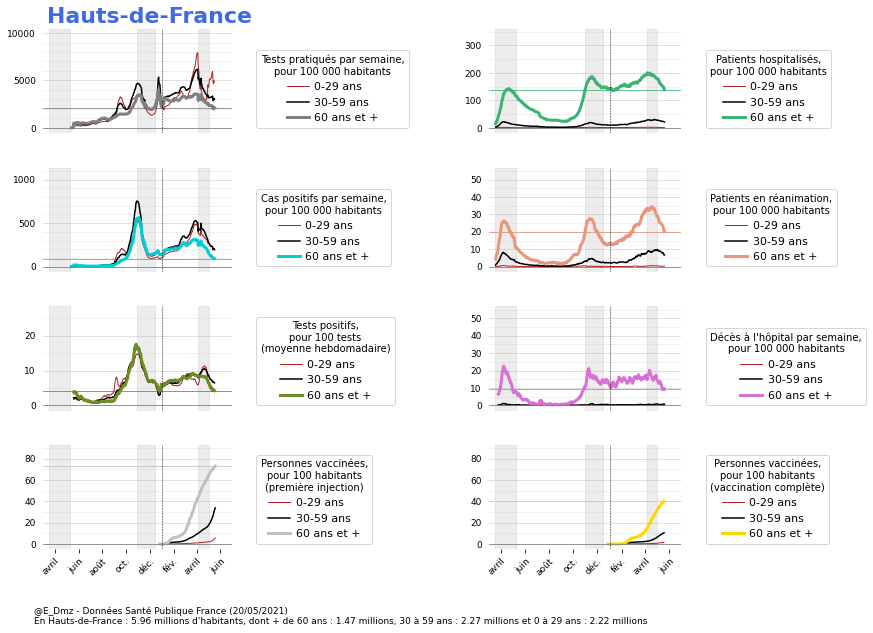 Hauts-de-France
10000
5000
0
Tests pratiqués par semaine,
pour 100 000 habitants
0-29 ans
30-59 ans
60 ans et +
300
200
100
0
Patients hospitalisés,
pour 100 000 habitants
0-29 ans
30-59 ans
60 ans et +
1000
500
0
Cas positifs par semaine,
pour 100 000 habitants
0-29 ans
30-59 ans
60 ans et +
50
40
30
20
10
0
Patients en réanimation,
pour 100 000 habitants
0-29 ans
30-59 ans
60 ans et +
20
10
0
Tests positifs,
pour 100 tests
(moyenne hebdomadaire)
0-29 ans
30-59 ans
60 ans et +
50
40
30
20
10
0
Décès à l'hôpital par semaine,
pour 100 000 habitants
0-29 ans
30-59 ans
60 ans et +
80
60
40
20
0
avril
juin
août
oct.
déc.
fév.
avril
juin
Personnes vaccinées,
pour 100 habitants
(première injection)
0-29 ans
30-59 ans
60 ans et +
80
60
40
20
0
avril
juin
août
oct.
déc.
fév.
avril
juin
Personnes vaccinées,
pour 100 habitants
(vaccination complète)
0-29 ans
30-59 ans
60 ans et +
@E_Dmz - Données Santé Publique France (20/05/2021)
En Hauts-de-France : 5.96 millions d'habitants, dont + de 60 ans : 1.47 millions, 30 à 59 ans : 2.27 millions et 0 à 29 ans : 2.22 millions